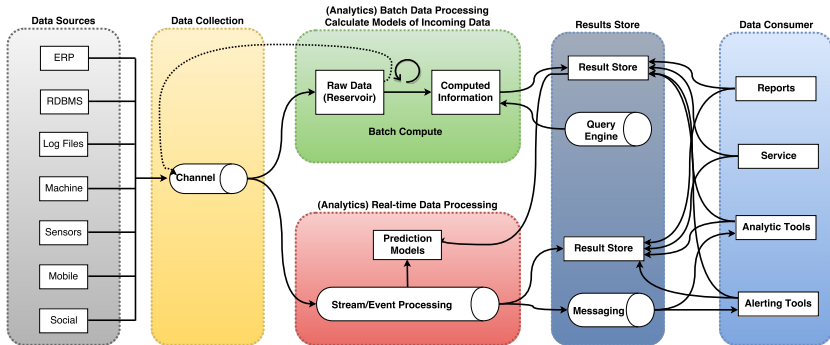 (Analytics) Batch Data Processing
Calculate Models of Incoming Data
Data Sources
Data Collection
Results Store
Data Consumer
ERP
RDBMS
Log Files
Machine
Sensors
Mobile
Social
Channel
Raw Data
(Reservoir)
Computed
Information
Batch Compute
(Analytics) Real-time Data Processing
Prediction
Models
Stream/Event Processing
Result Store
Query
Engine
Result Store
Messaging
Reports
Service
Analytic Tools
Alerting Tools